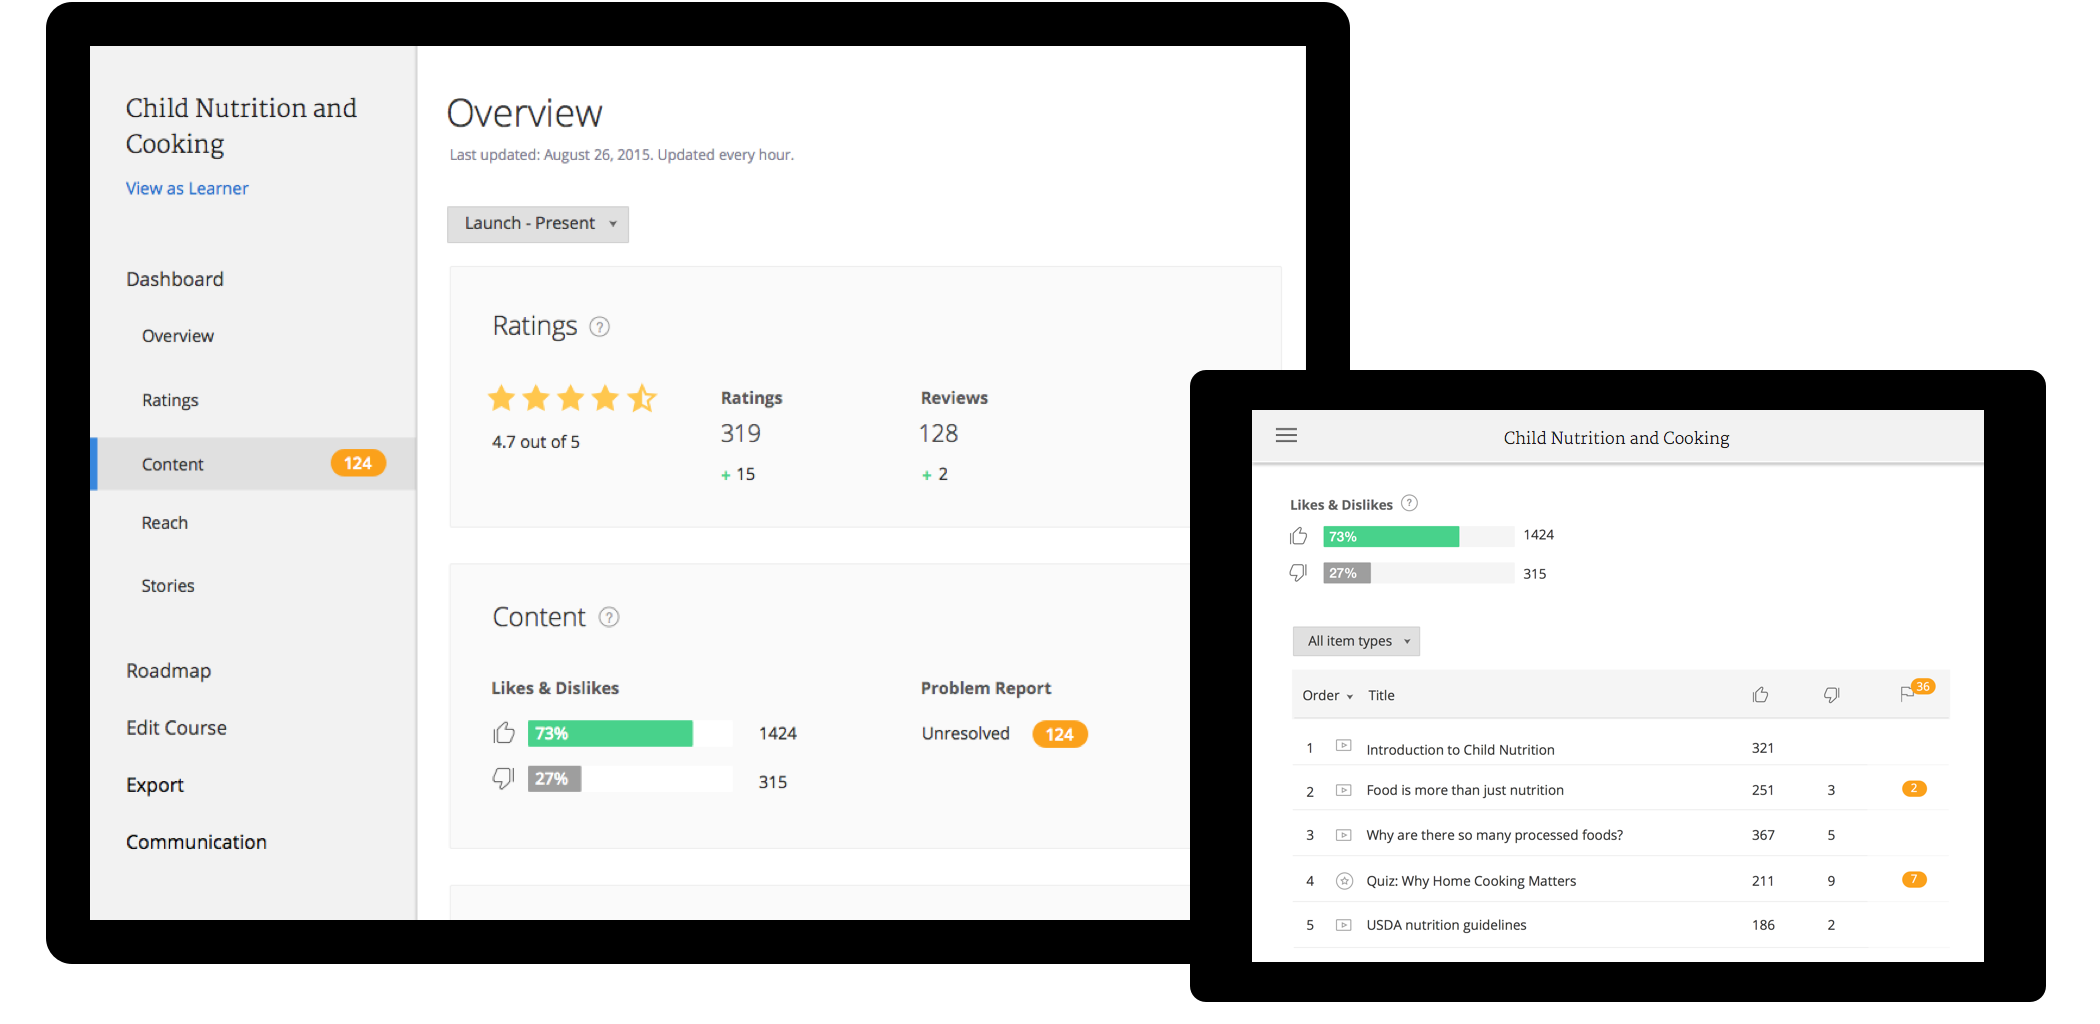 Child Nutrition and
Cooking
View as Learner
Dashboard
Overview
Ratings
Content 124
Reach
Stories
Roadmap
Edit Course
Export
Communication
Overview
Last updated: August 26, 2015. Updated every hour.
Launch - Present
Ratings ?
4.7 out of 5
Ratings
319
+ 15
Reviews
128
+ 2
Content ?
Likes & Dislikes
73% 1424
27% 315
Problem Report
Unresolved 124
Child Nutrition and Cooking
Likes & Dislikes ?
73% 1424
27% 315
All item types
Order Title 36
1 Introduction to Child Nutrition 321
2 Food is more than just nutrition 251 3 2
3 Why are there so many processed foods? 367 5
4 Quiz: Why Home Cooking Matters 211 9 7
5 USDA nutrition guidelines 186 2